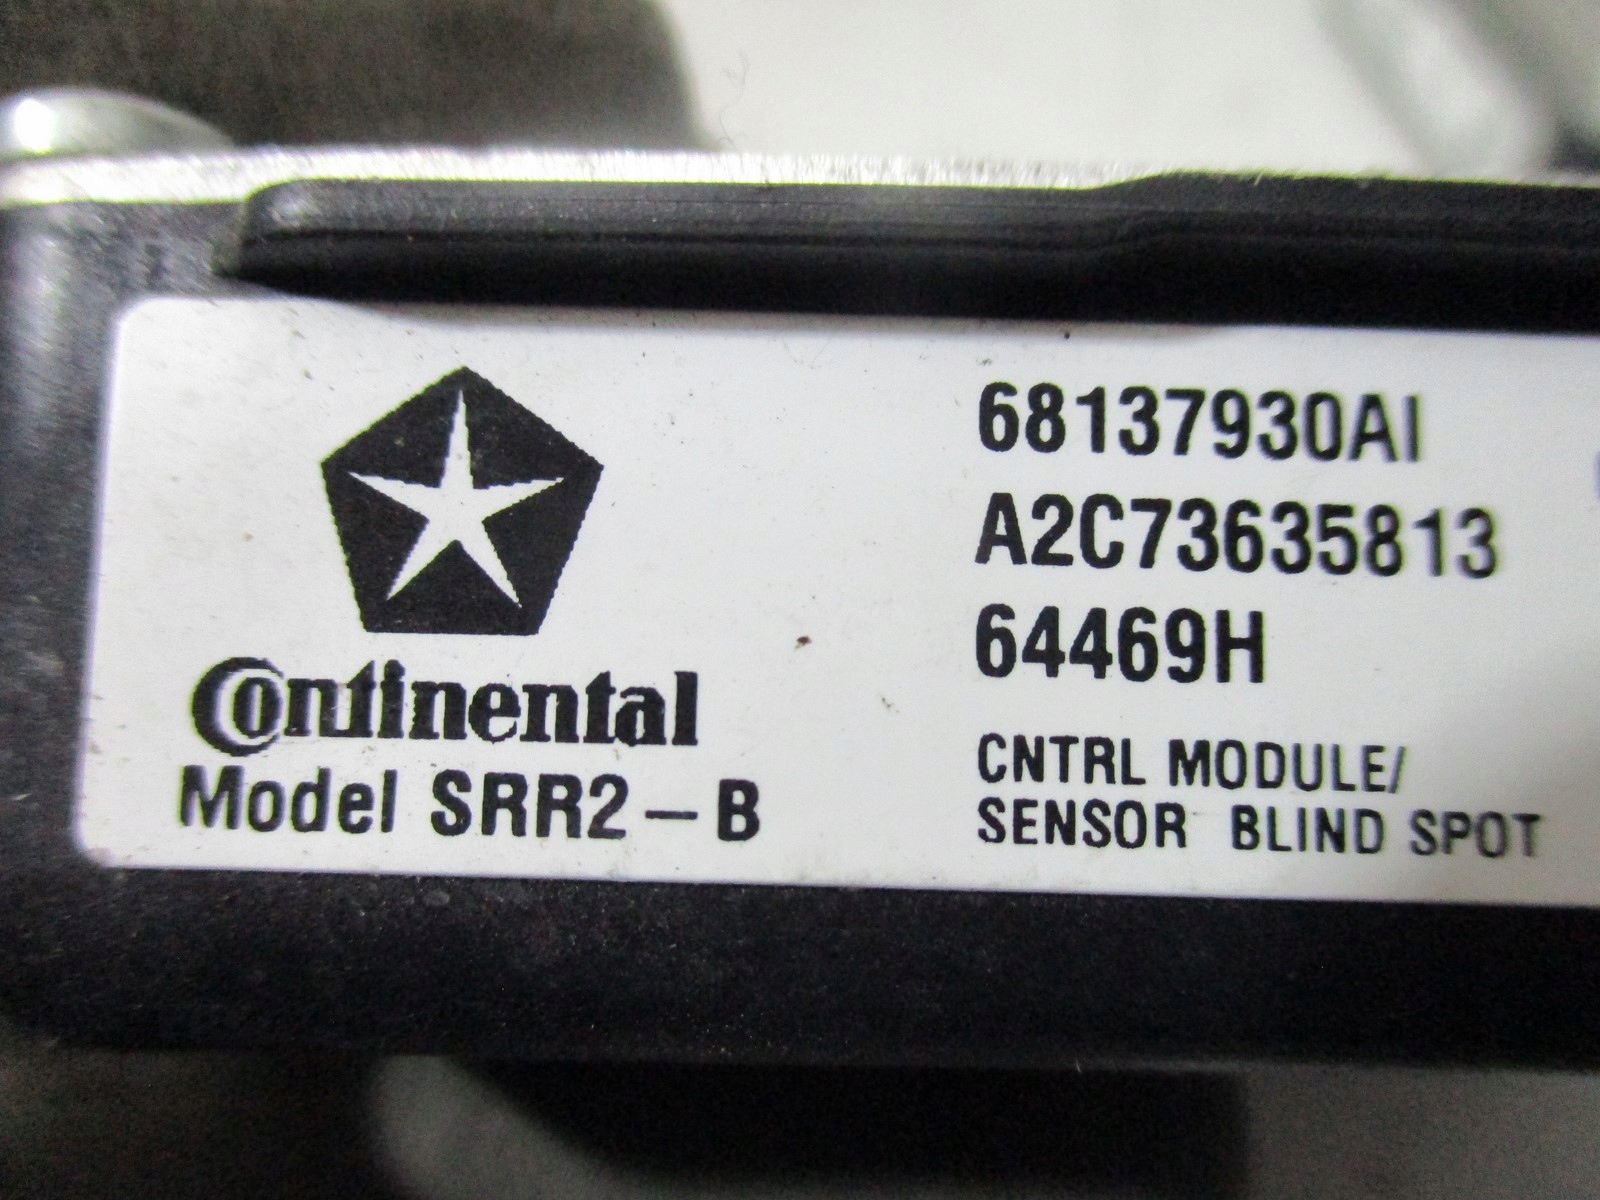 Continental
Model SRR2-B
68137930AI
A2C73635813
64469H
CNTRL MODULE/
SENSOR BLIND SPOT